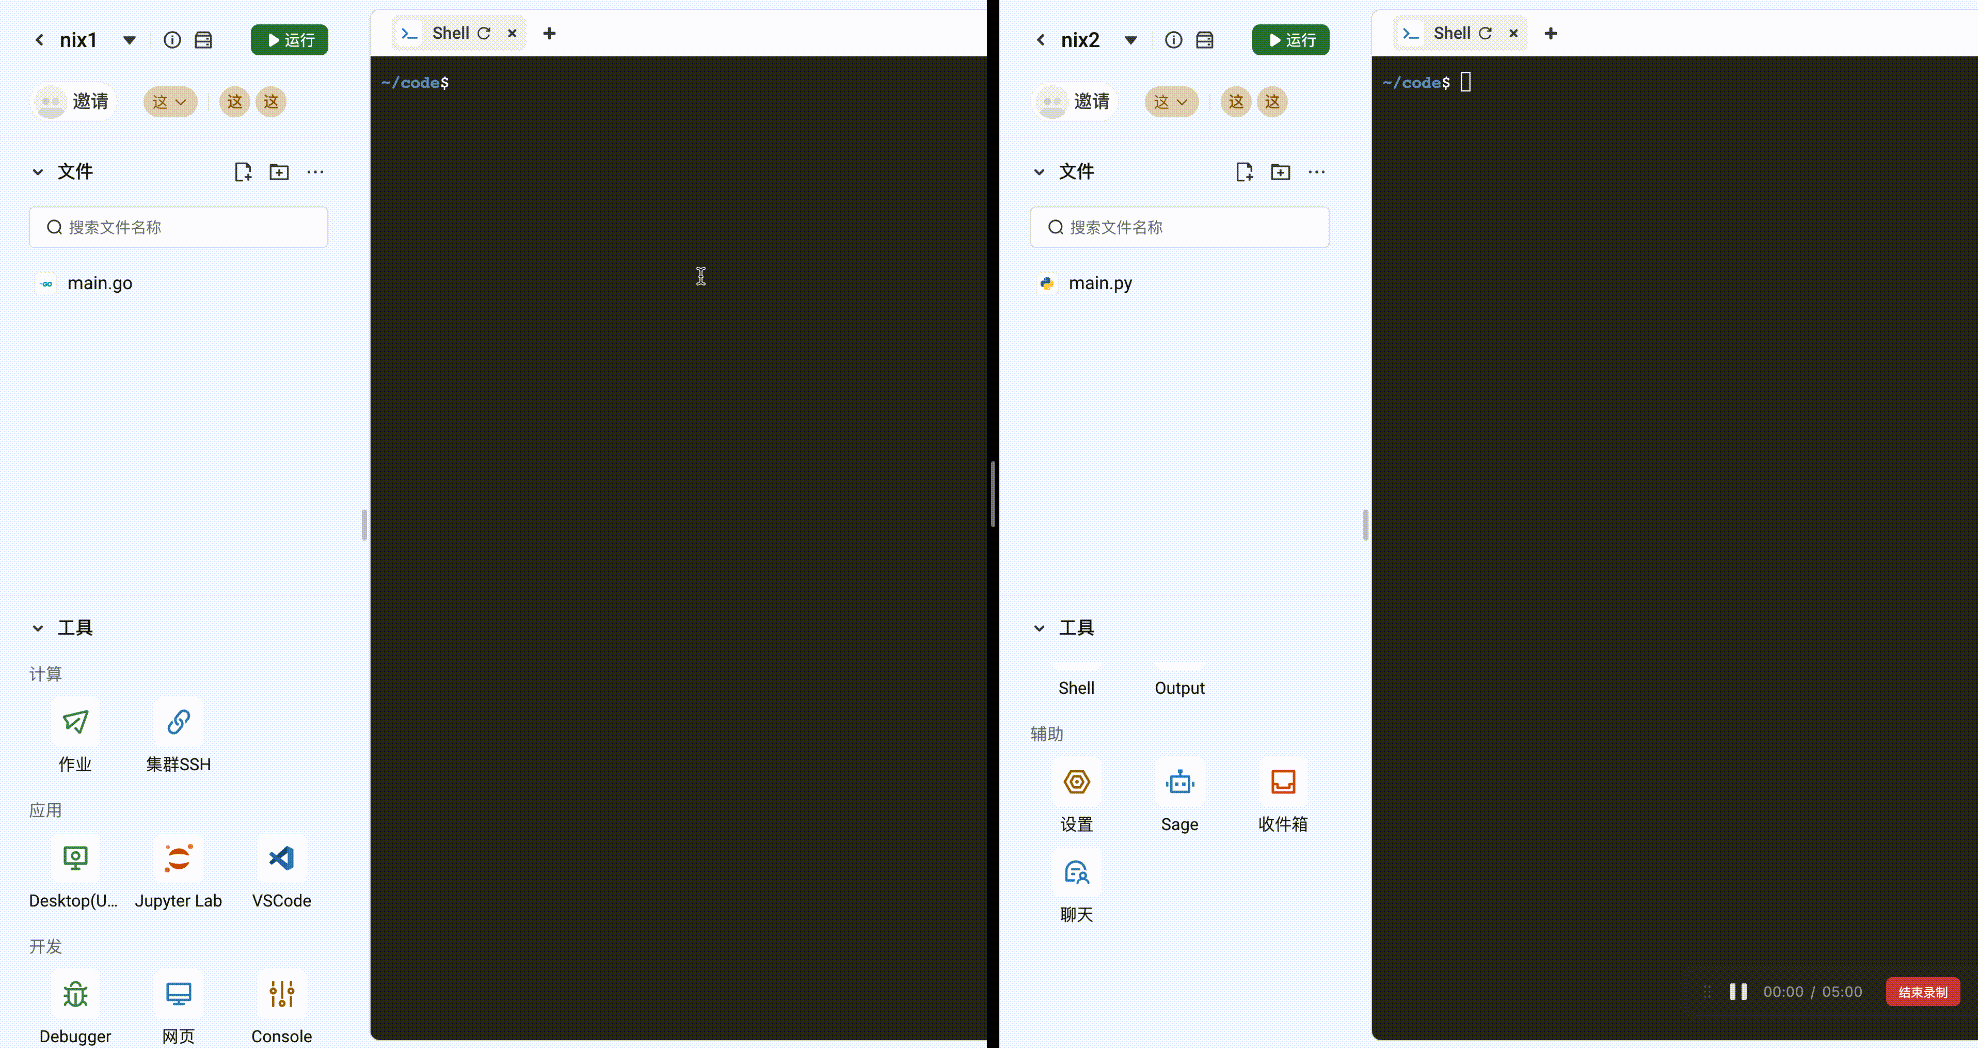 nix1
运行
邀请
这
这
这
文件
搜索文件名称
main.go
工具
计算
作业
集群SSH
应用
Desktop(U...
Jupyter Lab
VSCode
开发
Debugger
网页
Console
Shell
~/code$
nix2
运行
邀请
这
这
这
文件
搜索文件名称
main.py
工具
Shell
Output
辅助
设置
Sage
收件箱
聊天
Shell
~/code$
00:00 / 05:00
结束录制